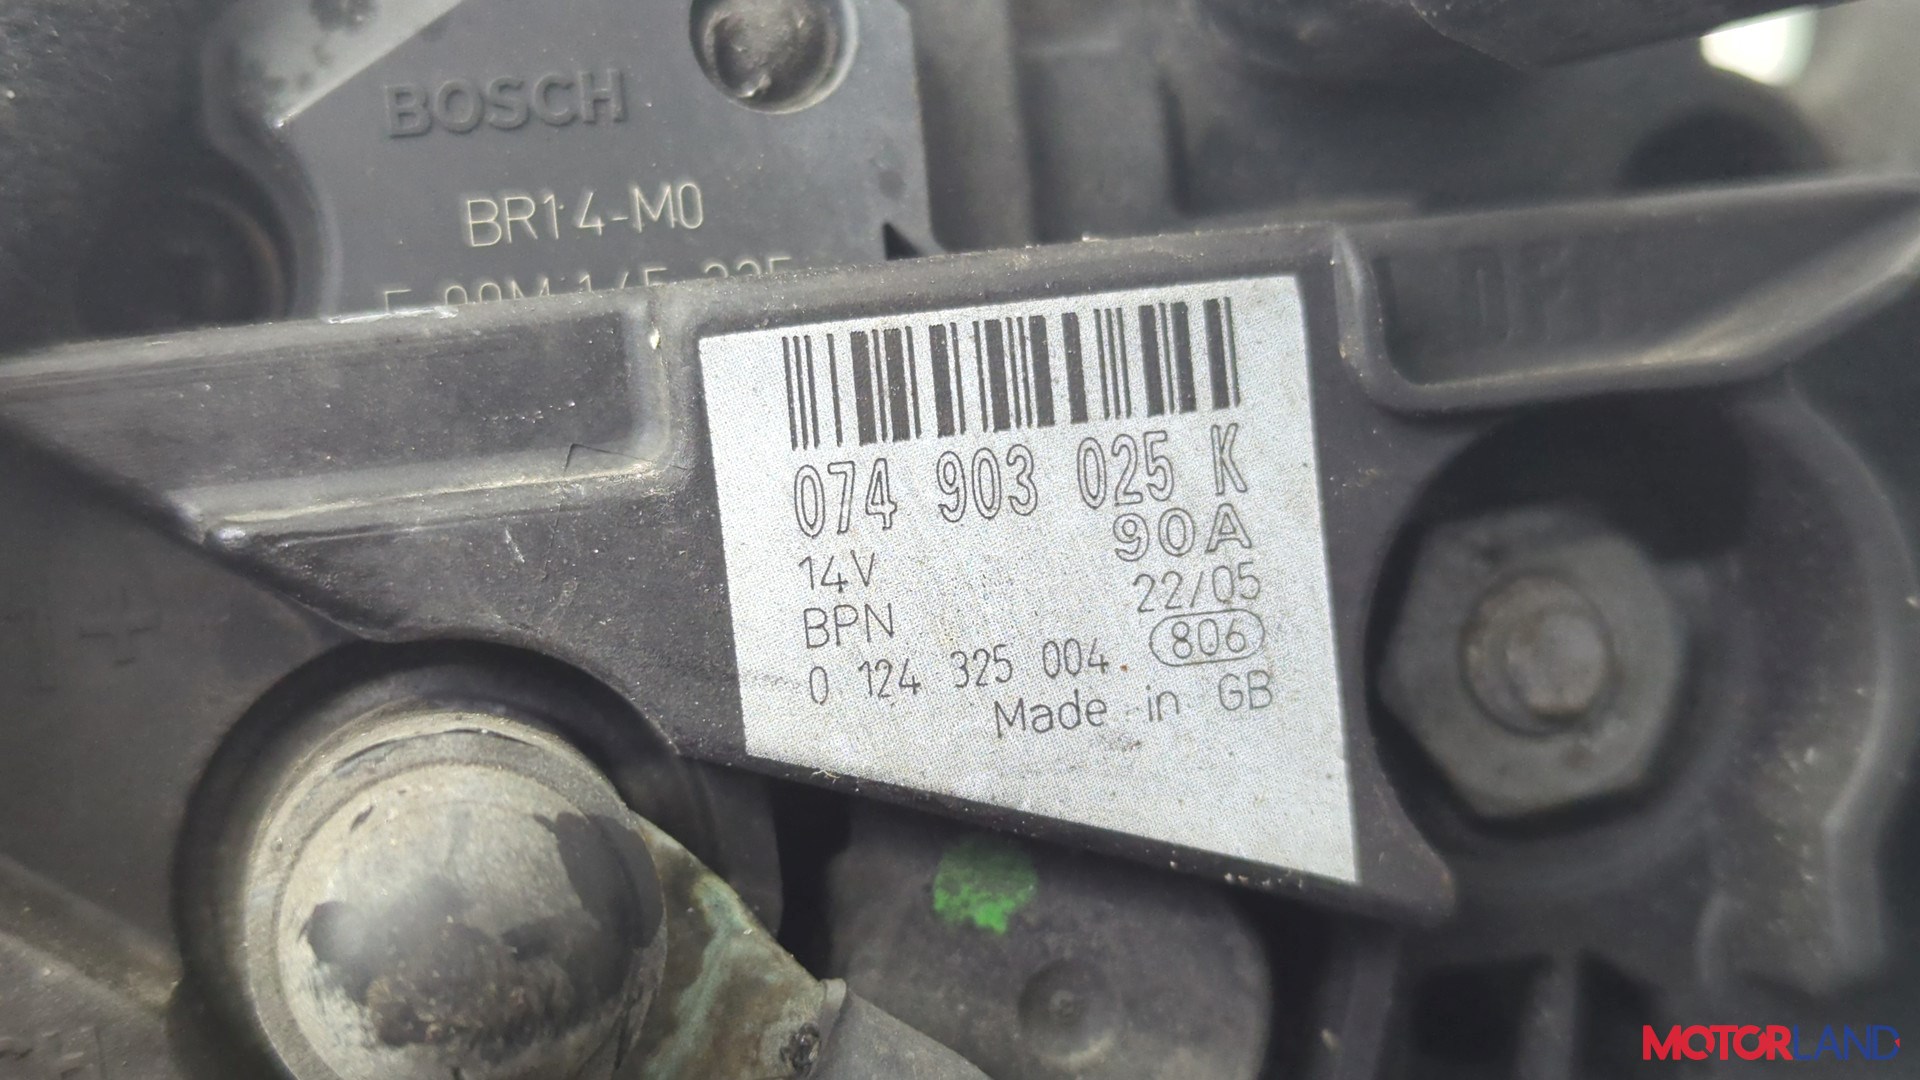 BOSCH
BR14-M0
074 903 025 K
90A
14V
22/05
BPN
806
0 124 325 004
Made in GB
MOTORLAND